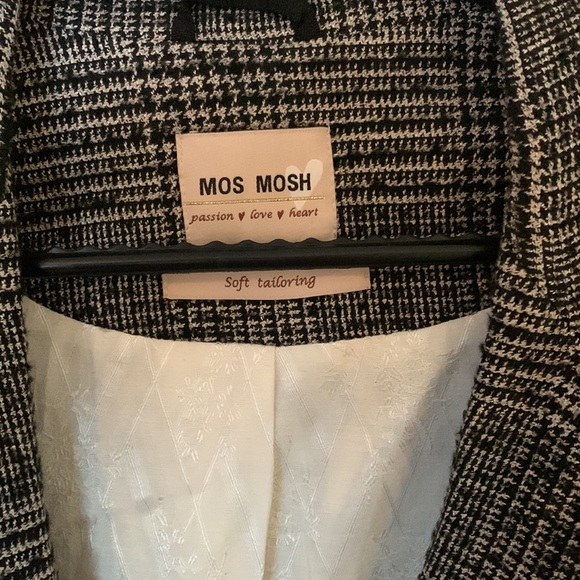 MOS MOSH
passion ♥ love ♥ heart
Soft tailoring